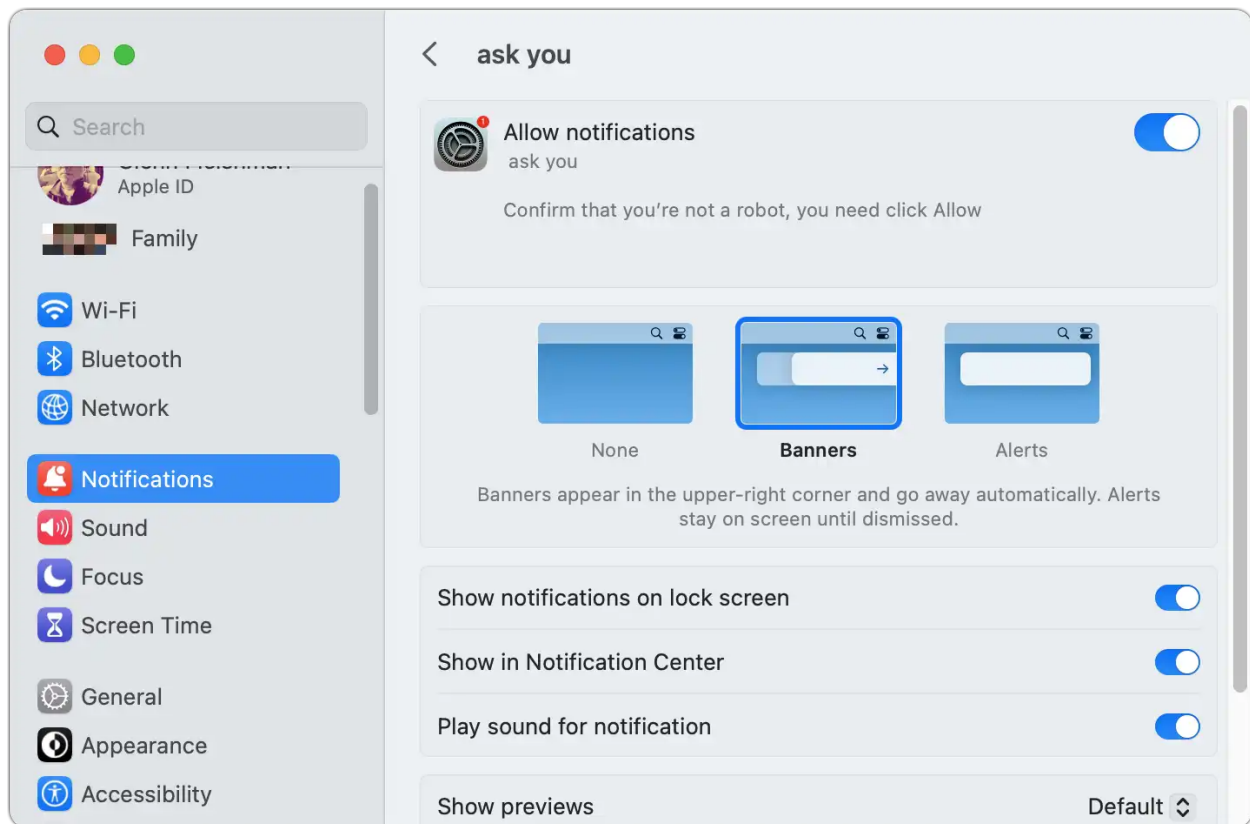 Search
Apple ID
Family
Wi-Fi
Bluetooth
Network
Notifications
Sound
Focus
Screen Time
General
Appearance
Accessibility
ask you
1
Allow notifications
ask you
Confirm that you’re not a robot, you need click Allow
None
Banners
Alerts
Banners appear in the upper-right corner and go away automatically. Alerts
stay on screen until dismissed.
Show notifications on lock screen
Show in Notification Center
Play sound for notification
Show previews
Default